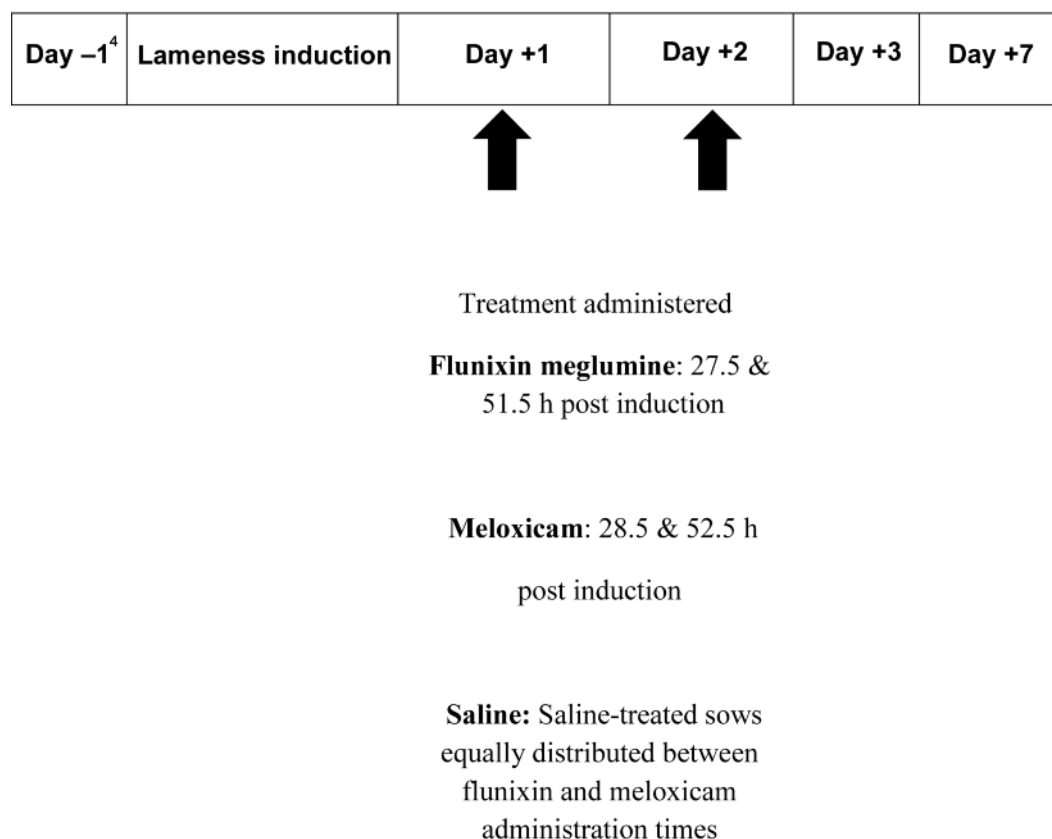 Day –1⁴ Lameness induction Day +1 Day +2 Day +3 Day +7
Treatment administered
Flunixin meglumine: 27.5 &
51.5 h post induction
Meloxicam: 28.5 & 52.5 h
post induction
Saline: Saline-treated sows
equally distributed between
flunixin and meloxicam
administration times